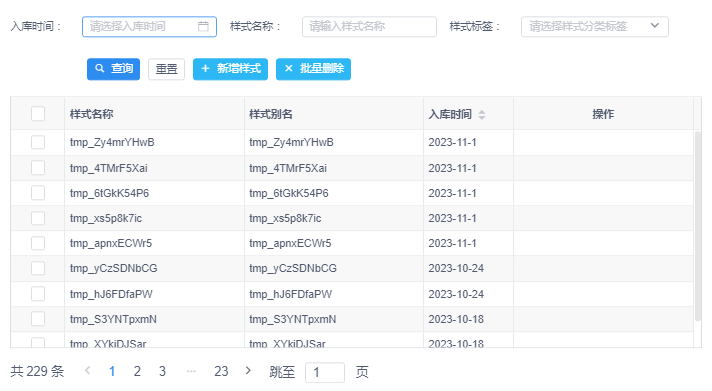 入库时间： 请选择入库时间 样式名称： 请输入样式名称 样式标签： 请选择样式分类标签
查询 重置 + 新增样式 × 批量删除
样式名称 样式别名 入库时间 操作
tmp_Zy4mrYHwB tmp_Zy4mrYHwB 2023-11-1
tmp_4TMrF5Xai tmp_4TMrF5Xai 2023-11-1
tmp_6tGkK54P6 tmp_6tGkK54P6 2023-11-1
tmp_xs5p8k7ic tmp_xs5p8k7ic 2023-11-1
tmp_apnxECWr5 tmp_apnxECWr5 2023-11-1
tmp_yCzSDNbCG tmp_yCzSDNbCG 2023-10-24
tmp_hJ6FDfaPW tmp_hJ6FDfaPW 2023-10-24
tmp_S3YNTpxmN tmp_S3YNTpxmN 2023-10-18
tmp_XYkiDJSar tmp_XYkiDJSar 2023-10-18
共 229 条 < 1 2 3 ··· 23 > 跳至 1 页